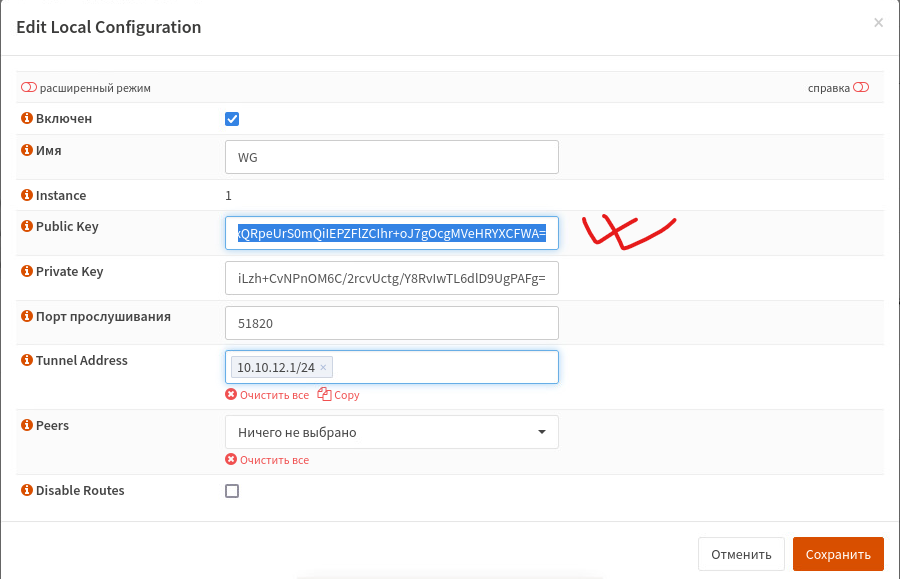 Edit Local Configuration ×
расширенный режим справка
Включен
Имя WG
Instance 1
Public Key xQRpeUrS0mQiIEPZFlZCIhr+oJ7gOcgMVeHRYXCFWA=
Private Key iLzh+CvNPnOM6C/2rcvUctg/Y8RvIwTL6dlD9UgPAFg=
Порт прослушивания 51820
Tunnel Address 10.10.12.1/24 ×
Очистить все Copy
Peers Ничего не выбрано
Очистить все
Disable Routes
Отменить Сохранить